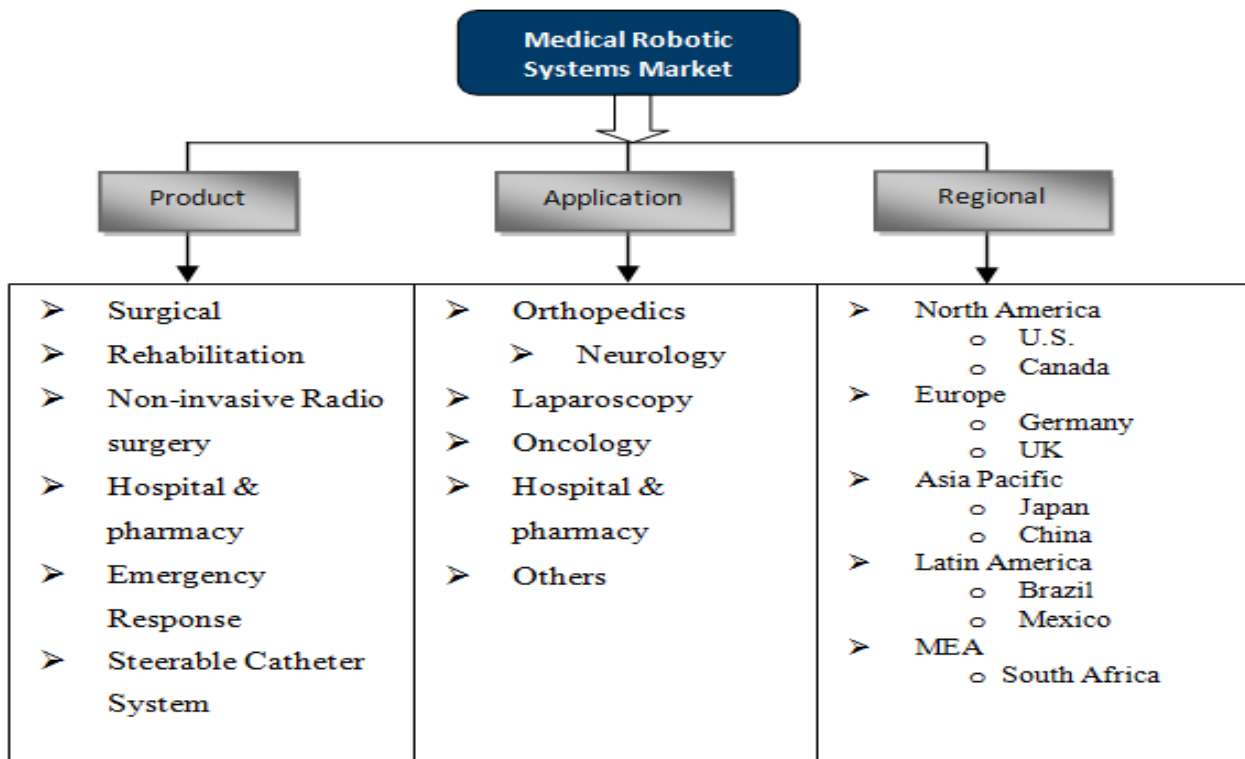 Medical Robotic
Systems Market
Product
Application
Regional
➢ Surgical
➢ Rehabilitation
➢ Non-invasive Radio
surgery
➢ Hospital &
pharmacy
➢ Emergency
Response
➢ Steerable Catheter
System
➢ Orthopedics
➢ Neurology
➢ Laparoscopy
➢ Oncology
➢ Hospital &
pharmacy
➢ Others
➢ North America
o U.S.
o Canada
➢ Europe
o Germany
o UK
➢ Asia Pacific
o Japan
o China
➢ Latin America
o Brazil
o Mexico
➢ MEA
o South Africa